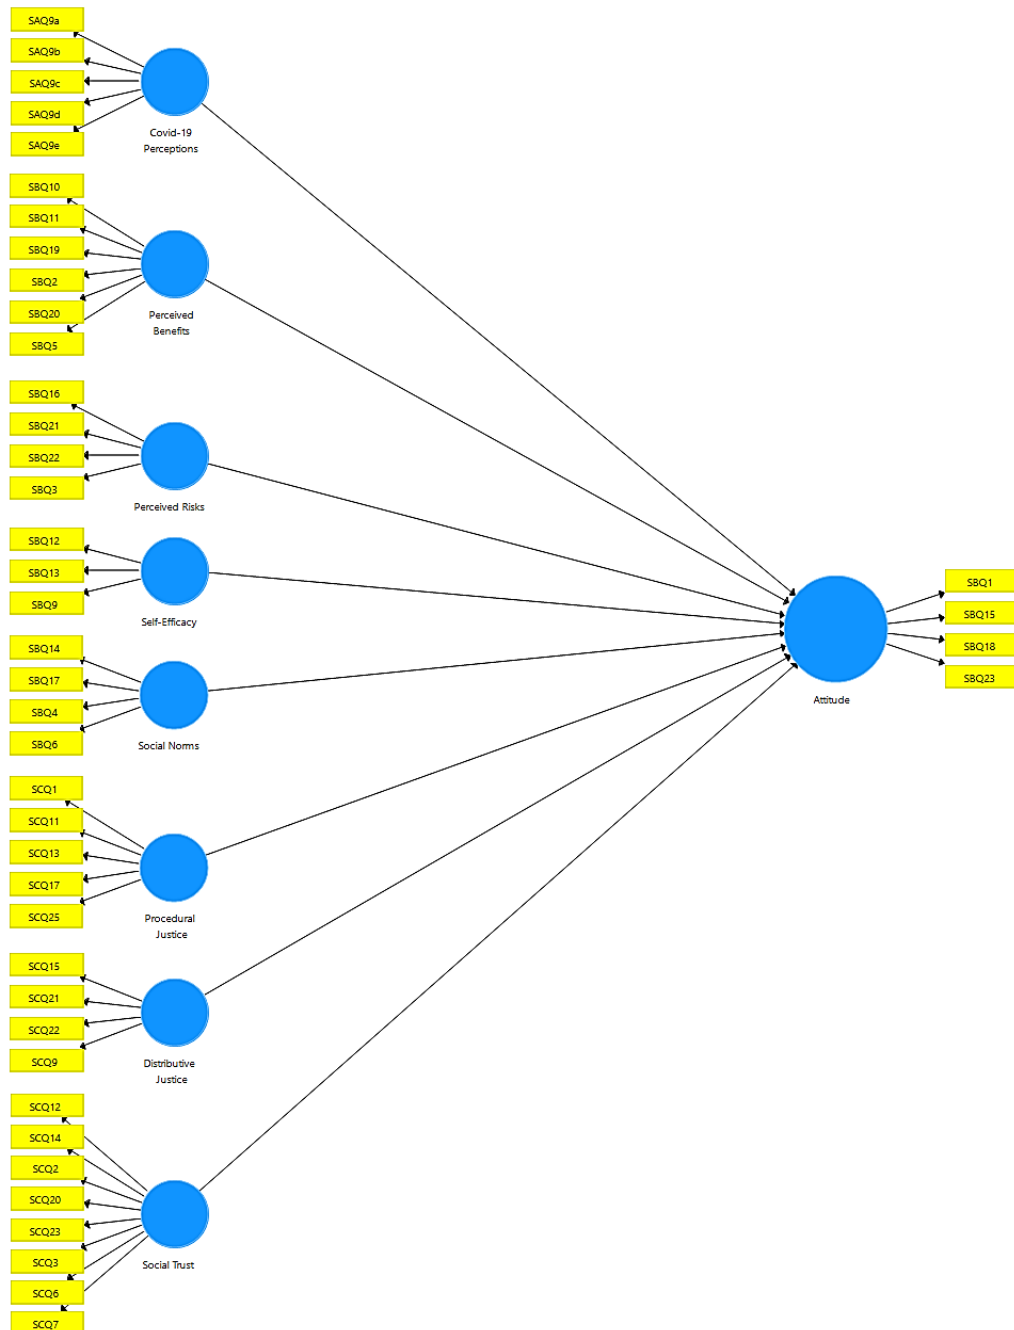 SAQ9a
SAQ9b
SAQ9c
SAQ9d
SAQ9e
Covid-19
Perceptions
SBQ10
SBQ11
SBQ19
SBQ2
SBQ20
SBQ5
Perceived
Benefits
SBQ16
SBQ21
SBQ22
SBQ3
Perceived Risks
SBQ12
SBQ13
SBQ9
Self-Efficacy
SBQ14
SBQ17
SBQ4
SBQ6
Social Norms
SCQ1
SCQ11
SCQ13
SCQ17
SCQ25
Procedural
Justice
SCQ15
SCQ21
SCQ22
SCQ9
Distributive
Justice
SCQ12
SCQ14
SCQ2
SCQ20
SCQ23
SCQ3
SCQ6
SCQ7
Social Trust
SBQ1
SBQ15
SBQ18
SBQ23
Attitude